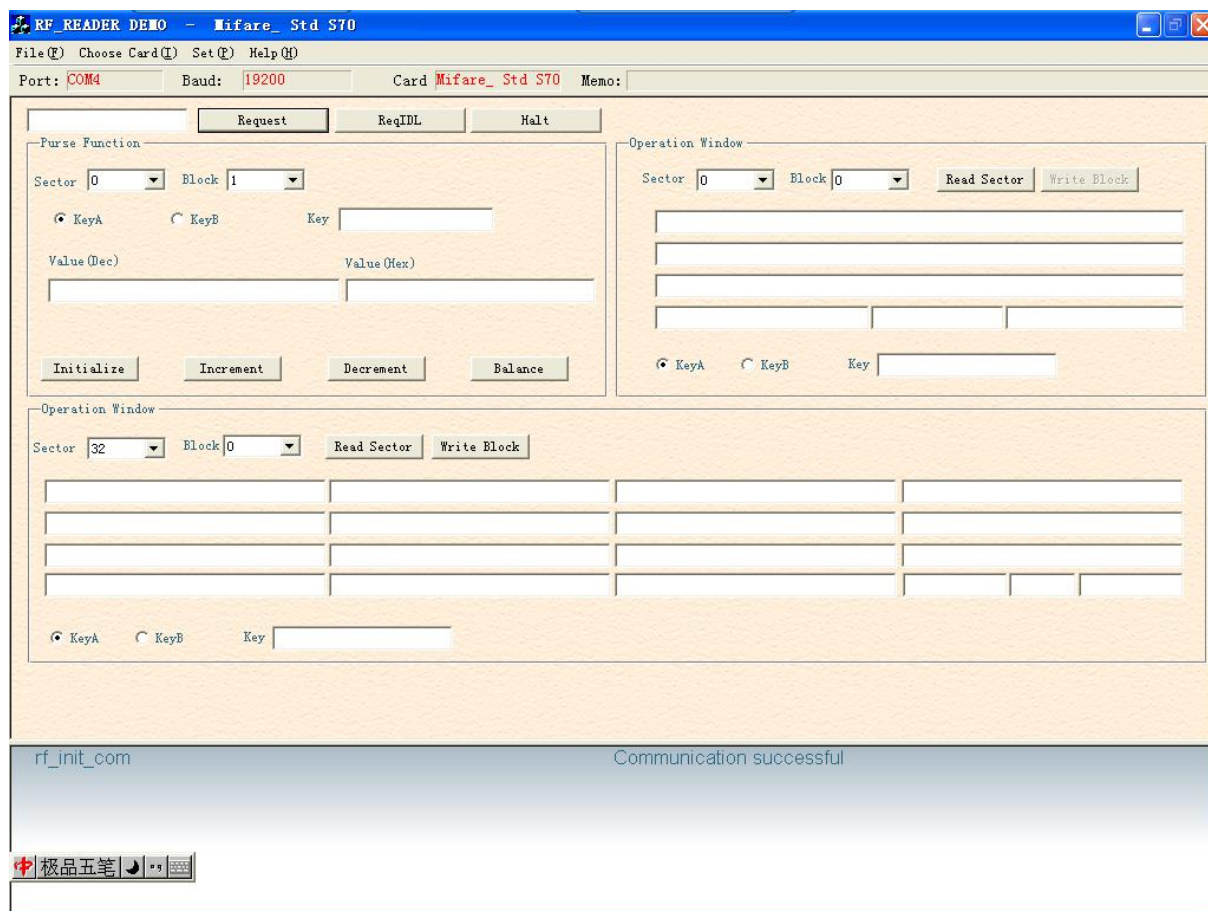 RF_READER DEMO - Mifare_ Std S70
File(F) Choose Card(I) Set(P) Help(H)
Port: COM4 Baud: 19200 Card Mifare_ Std S70 Memo:
Request ReqIDL Halt
Purse Function
Sector 0 Block 1
KeyA KeyB Key
Value(Dec) Value(Hex)
Initialize Increment Decrement Balance
Operation Window
Sector 0 Block 0 Read Sector Write Block
KeyA KeyB Key
Operation Window
Sector 32 Block 0 Read Sector Write Block
KeyA KeyB Key
rf_init_com Communication successful
中 极品五笔